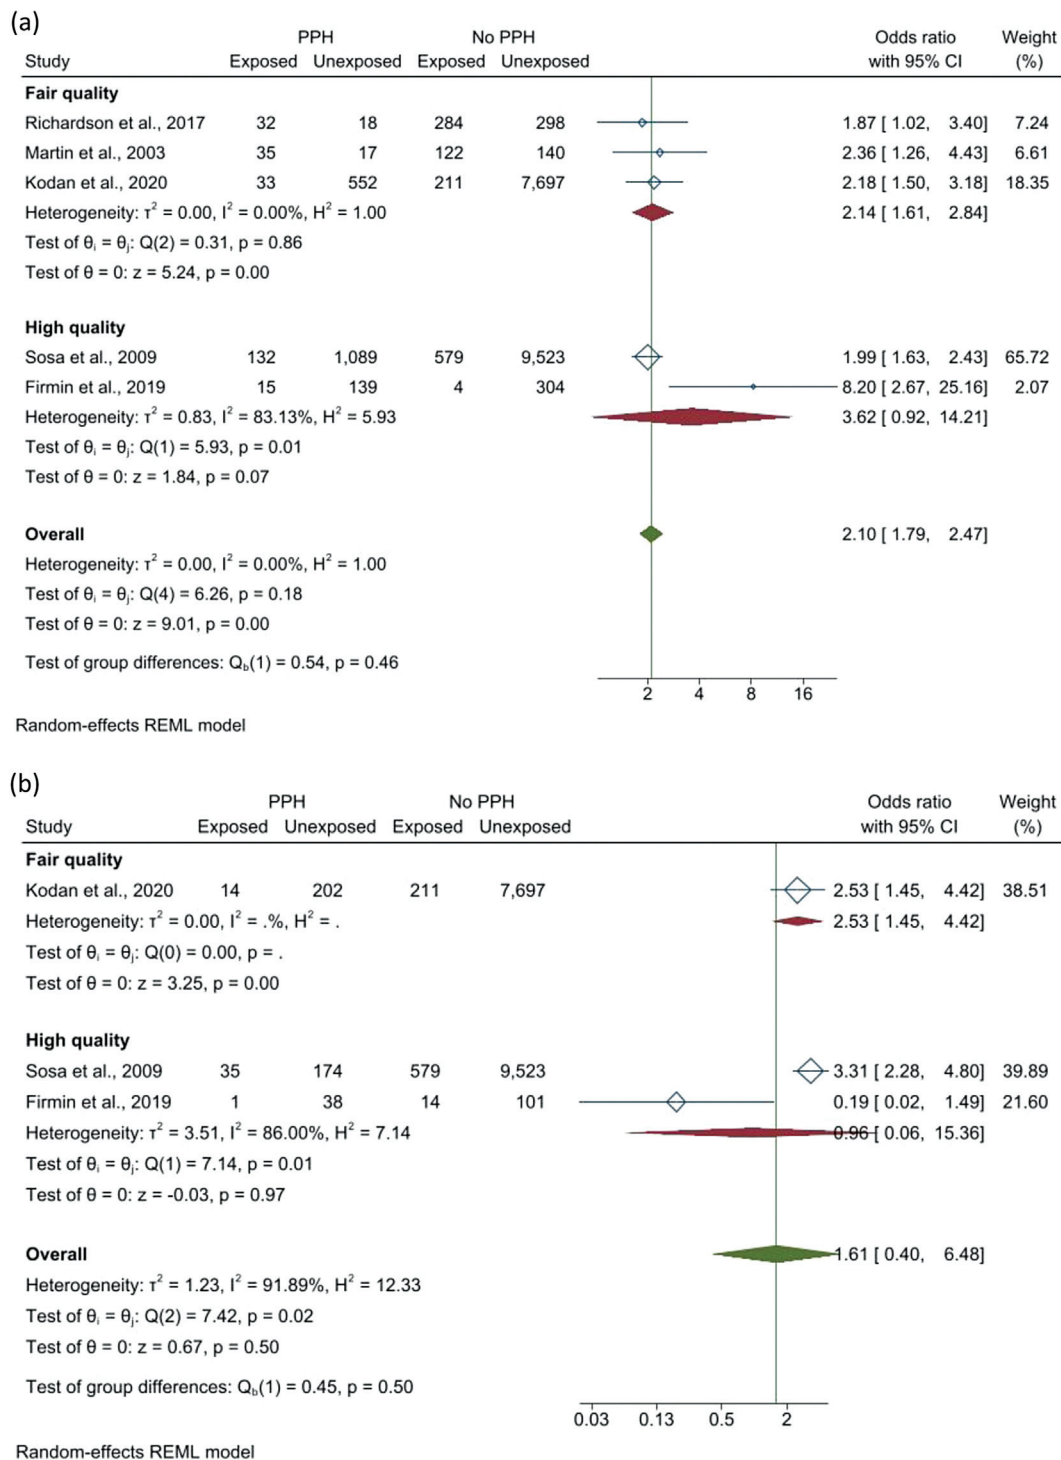 (a)
PPH No PPH Odds ratio Weight
Study Exposed Unexposed Exposed Unexposed with 95% CI (%)
Fair quality
Richardson et al., 2017 32 18 284 298 1.87 [ 1.02, 3.40] 7.24
Martin et al., 2003 35 17 122 140 2.36 [ 1.26, 4.43] 6.61
Kodan et al., 2020 33 552 211 7,697 2.18 [ 1.50, 3.18] 18.35
Heterogeneity: τ² = 0.00, I² = 0.00%, H² = 1.00 2.14 [ 1.61, 2.84]
Test of θᵢ = θⱼ: Q(2) = 0.31, p = 0.86
Test of θ = 0: z = 5.24, p = 0.00
High quality
Sosa et al., 2009 132 1,089 579 9,523 1.99 [ 1.63, 2.43] 65.72
Firmin et al., 2019 15 139 4 304 8.20 [ 2.67, 25.16] 2.07
Heterogeneity: τ² = 0.83, I² = 83.13%, H² = 5.93 3.62 [ 0.92, 14.21]
Test of θᵢ = θⱼ: Q(1) = 5.93, p = 0.01
Test of θ = 0: z = 1.84, p = 0.07
Overall 2.10 [ 1.79, 2.47]
Heterogeneity: τ² = 0.00, I² = 0.00%, H² = 1.00
Test of θᵢ = θⱼ: Q(4) = 6.26, p = 0.18
Test of θ = 0: z = 9.01, p = 0.00
Test of group differences: Q_b(1) = 0.54, p = 0.46
2 4 8 16
Random-effects REML model
(b)
PPH No PPH Odds ratio Weight
Study Exposed Unexposed Exposed Unexposed with 95% CI (%)
Fair quality
Kodan et al., 2020 14 202 211 7,697 2.53 [ 1.45, 4.42] 38.51
Heterogeneity: τ² = 0.00, I² = .%, H² = . 2.53 [ 1.45, 4.42]
Test of θᵢ = θⱼ: Q(0) = 0.00, p = .
Test of θ = 0: z = 3.25, p = 0.00
High quality
Sosa et al., 2009 35 174 579 9,523 3.31 [ 2.28, 4.80] 39.89
Firmin et al., 2019 1 38 14 101 0.19 [ 0.02, 1.49] 21.60
Heterogeneity: τ² = 3.51, I² = 86.00%, H² = 7.14 0.96 [ 0.06, 15.36]
Test of θᵢ = θⱼ: Q(1) = 7.14, p = 0.01
Test of θ = 0: z = -0.03, p = 0.97
Overall 1.61 [ 0.40, 6.48]
Heterogeneity: τ² = 1.23, I² = 91.89%, H² = 12.33
Test of θᵢ = θⱼ: Q(2) = 7.42, p = 0.02
Test of θ = 0: z = 0.67, p = 0.50
Test of group differences: Q_b(1) = 0.45, p = 0.50
0.03 0.13 0.5 2
Random-effects REML model